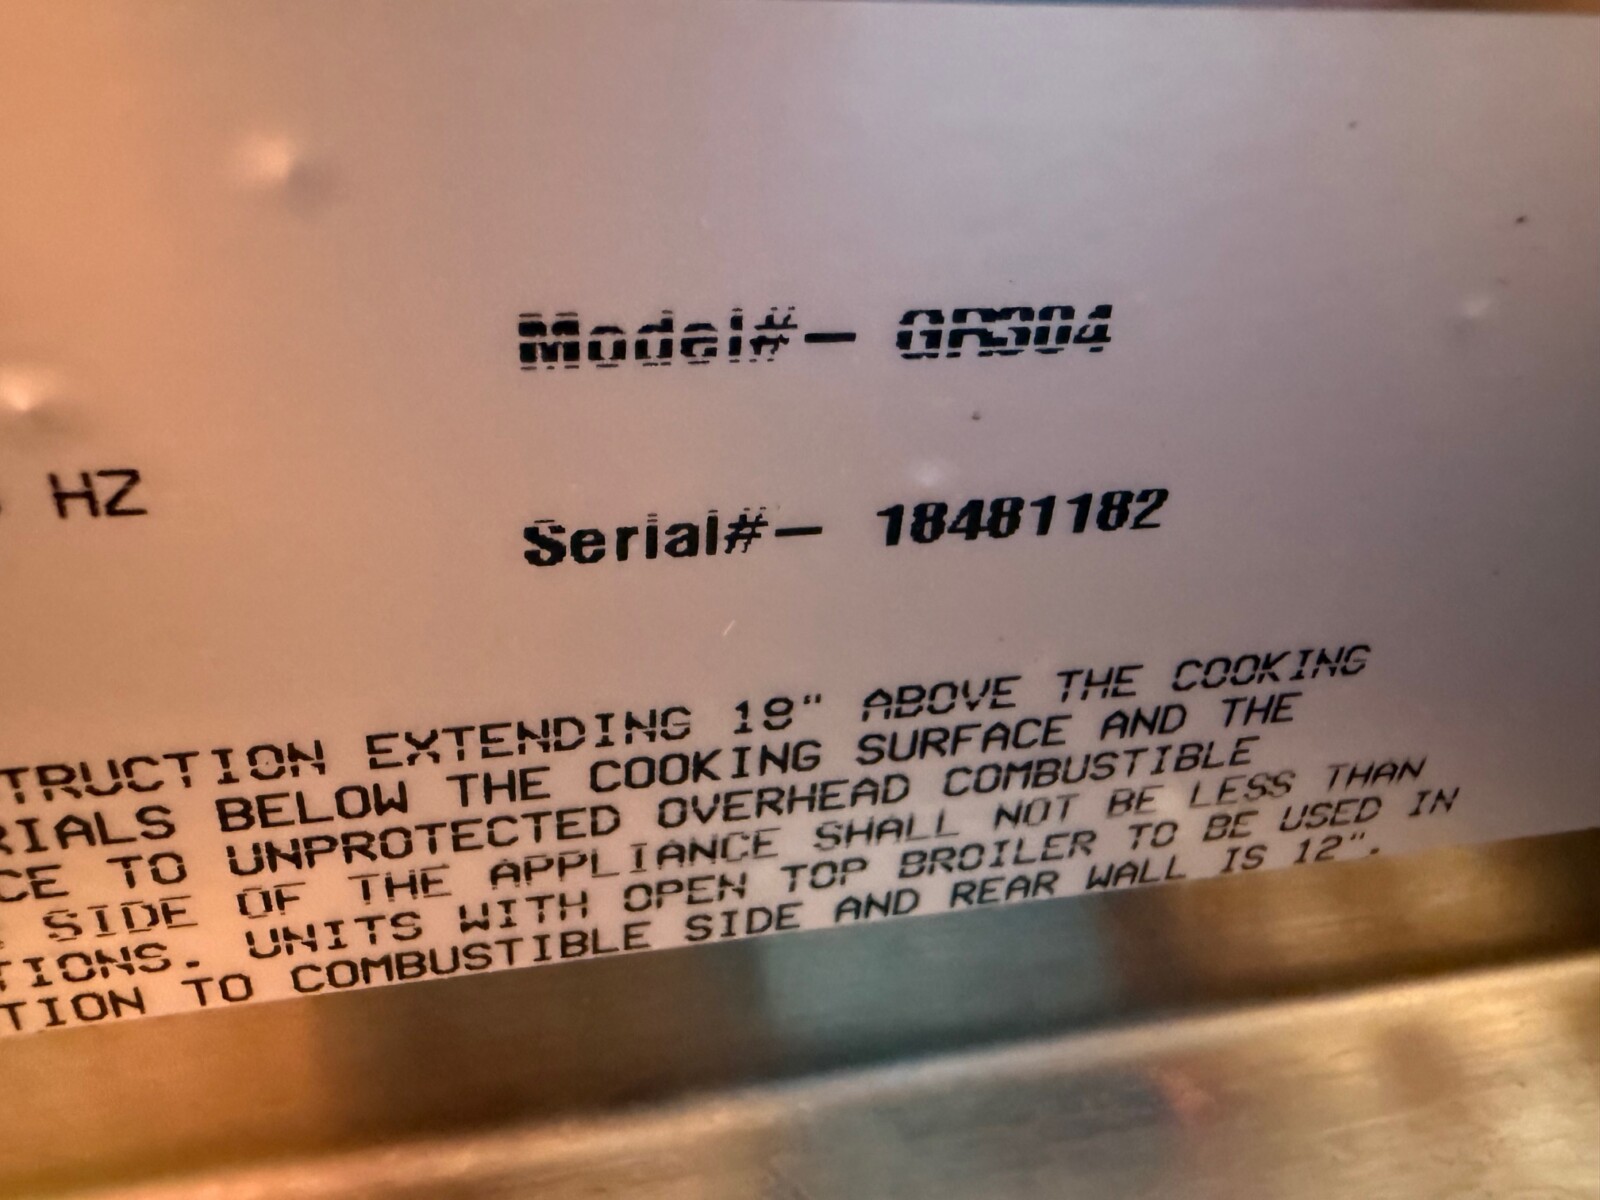 Model#- GR304
HZ
Serial#- 18481182
TRUCTION EXTENDING 18" ABOVE THE COOKING
RIALS BELOW THE COOKING SURFACE AND THE
CE TO UNPROTECTED OVERHEAD COMBUSTIBLE
SIDE OF THE APPLIANCE SHALL NOT BE LESS THAN
TIONS. UNITS WITH OPEN TOP BROILER TO BE USED IN
TION TO COMBUSTIBLE SIDE AND REAR WALL IS 12".